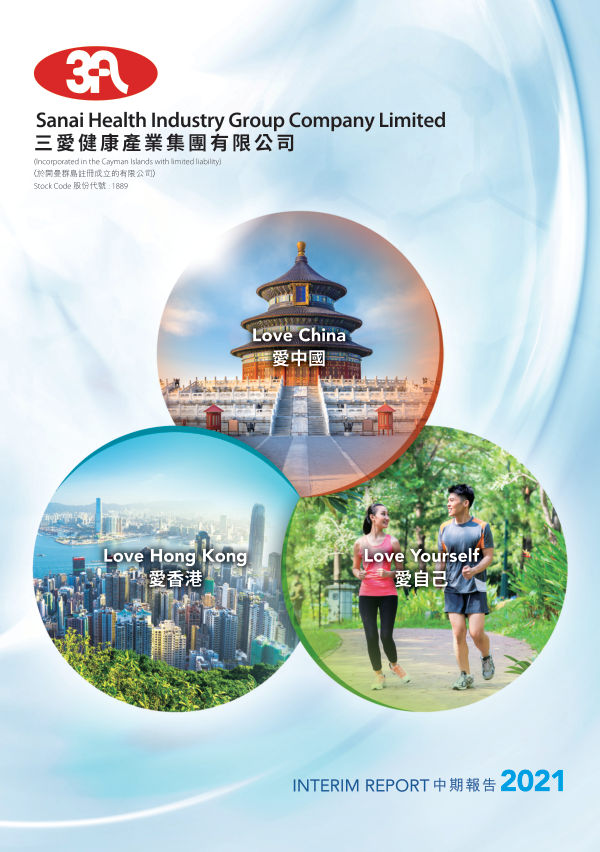 3A
Sanai Health Industry Group Company Limited
三愛健康產業集團有限公司
(Incorporated in the Cayman Islands with limited liability)
(於開曼群島註冊成立的有限公司)
Stock Code 股份代號 : 1889
Love China
愛中國
Love Hong Kong
愛香港
Love Yourself
愛自己
INTERIM REPORT 中期報告 2021